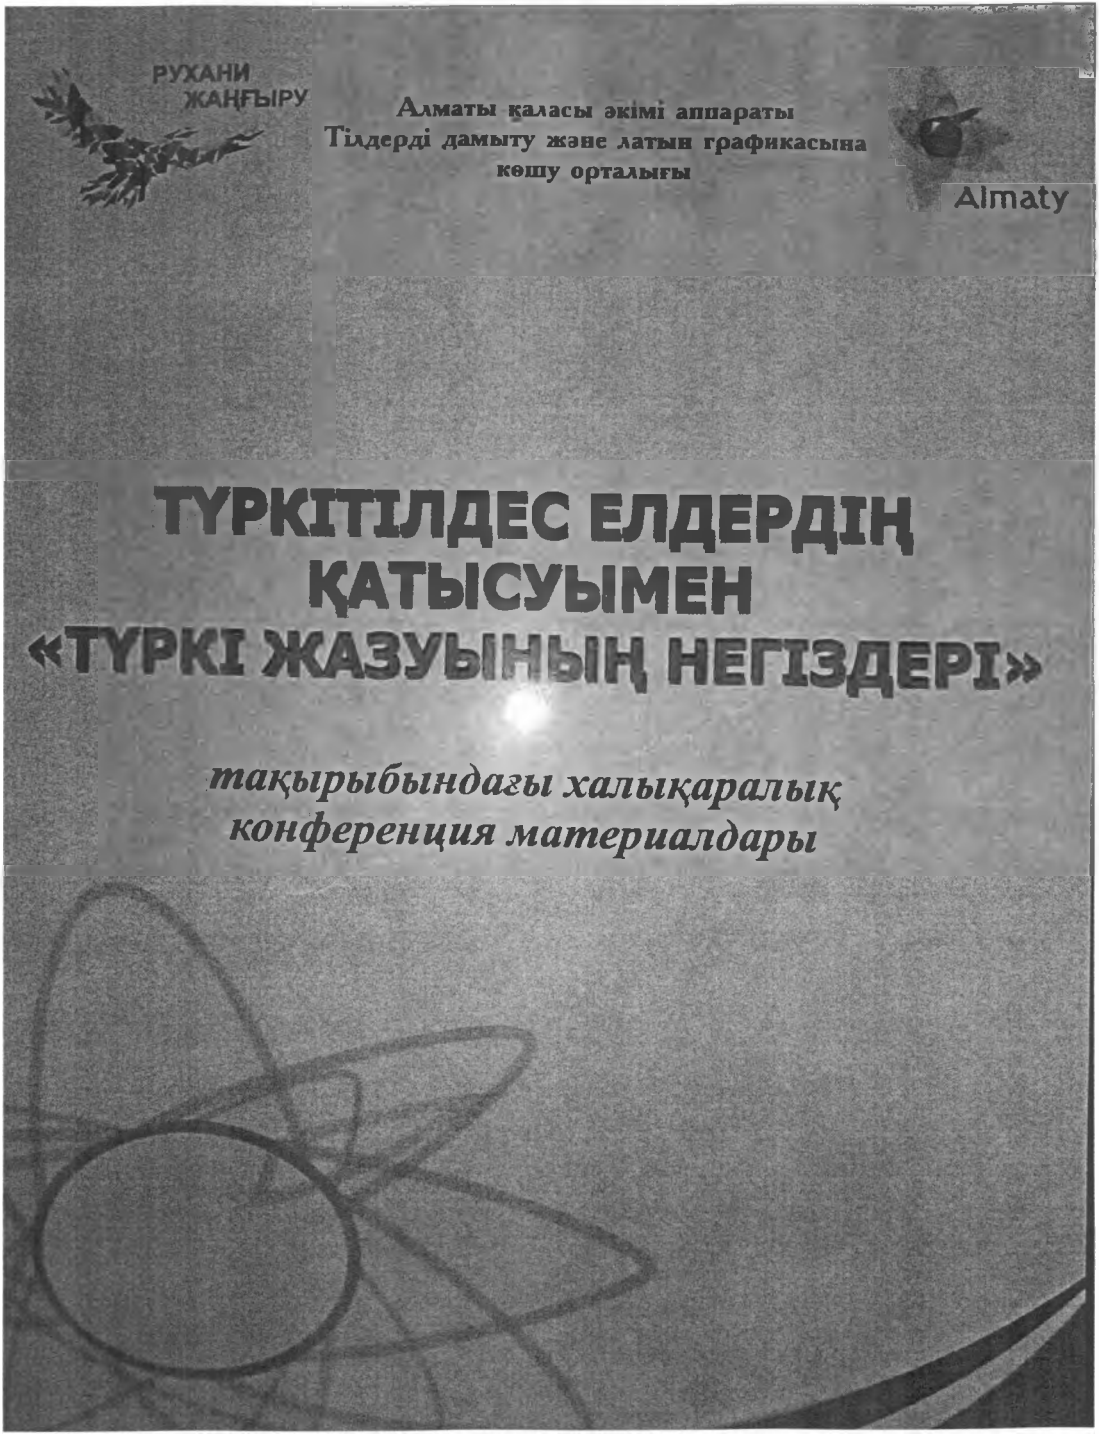 РУХАНИ
ЖАҢҒЫРУ
Алматы қаласы әкімі аппараты
Тілдерді дамыту және латын графикасына
көшу орталығы
Almaty
ТҮРКІТІЛДЕС ЕЛДЕРДІҢ
ҚАТЫСУЫМЕН
«ТҮРКІ ЖАЗУЫНЫҢ НЕГІЗДЕРІ»
тақырыбындағы халықаралық
конференция материалдары